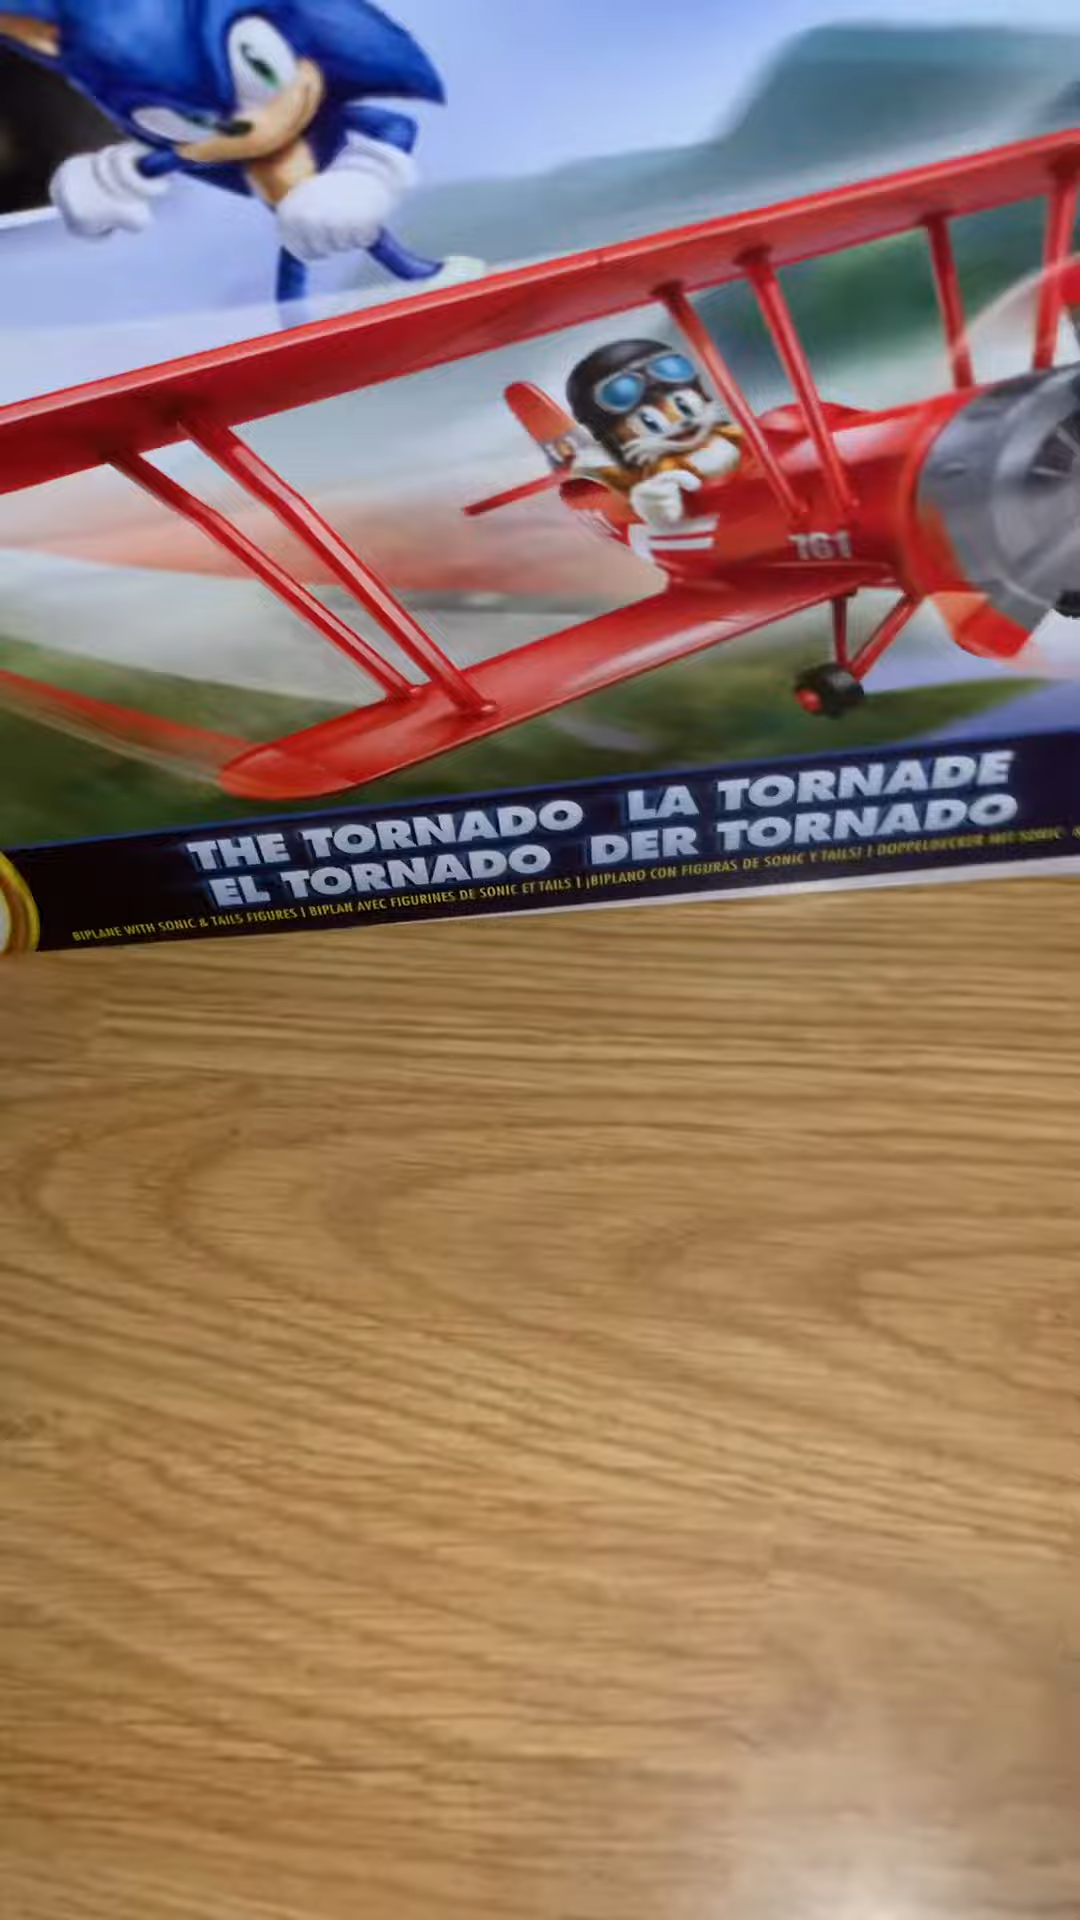 7G1
THE TORNADO LA TORNADE
EL TORNADO DER TORNADO
BIPLANE WITH SONIC & TAILS FIGURES | BIPLAN AVEC FIGURINES DE SONIC ET TAILS | ¡BIPLANO CON FIGURAS DE SONIC Y TAILS! | DOPPELDECKER MIT SONIC